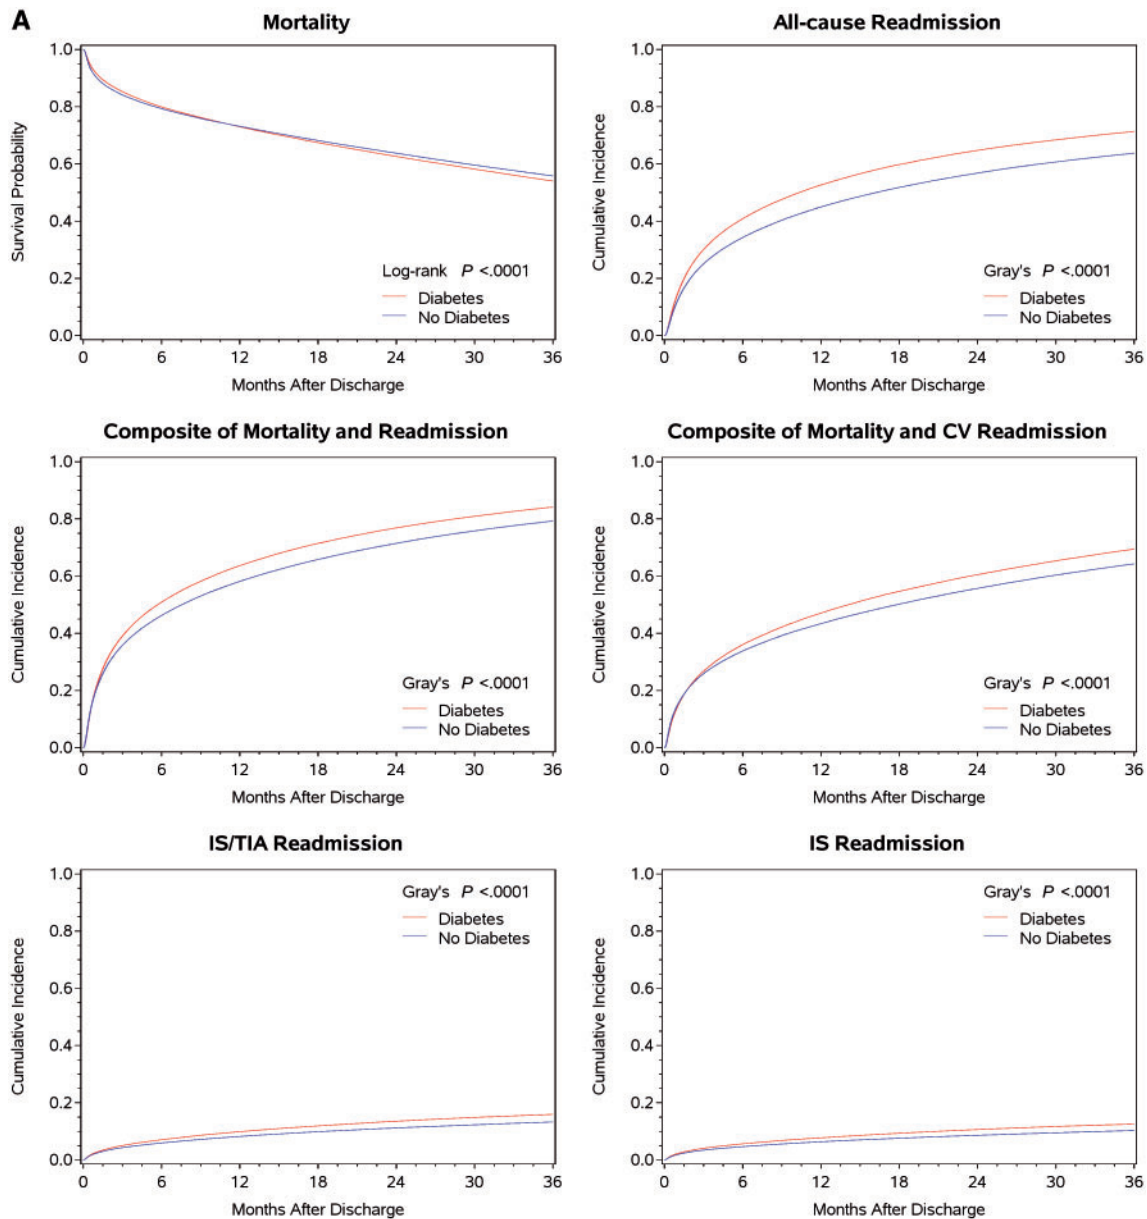 A
Mortality
1.0
0.8
0.6
0.4
0.2
0.0
Survival Probability
Log-rank P <.0001
Diabetes
No Diabetes
0 6 12 18 24 30 36
Months After Discharge
All-cause Readmission
1.0
0.8
0.6
0.4
0.2
0.0
Cumulative Incidence
Gray's P <.0001
Diabetes
No Diabetes
0 6 12 18 24 30 36
Months After Discharge
Composite of Mortality and Readmission
1.0
0.8
0.6
0.4
0.2
0.0
Cumulative Incidence
Gray's P <.0001
Diabetes
No Diabetes
0 6 12 18 24 30 36
Months After Discharge
Composite of Mortality and CV Readmission
1.0
0.8
0.6
0.4
0.2
0.0
Cumulative Incidence
Gray's P <.0001
Diabetes
No Diabetes
0 6 12 18 24 30 36
Months After Discharge
IS/TIA Readmission
1.0
0.8
0.6
0.4
0.2
0.0
Cumulative Incidence
Gray's P <.0001
Diabetes
No Diabetes
0 6 12 18 24 30 36
Months After Discharge
IS Readmission
1.0
0.8
0.6
0.4
0.2
0.0
Cumulative Incidence
Gray's P <.0001
Diabetes
No Diabetes
0 6 12 18 24 30 36
Months After Discharge